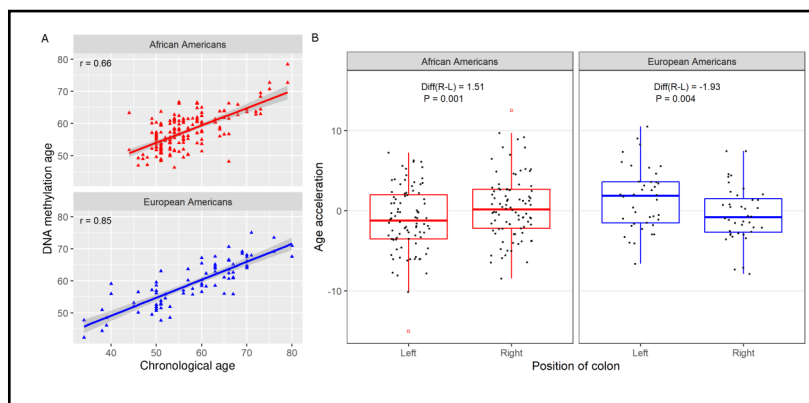 A
African Americans
r = 0.66
70
60
50
80
European Americans
r = 0.85
80
70
60
50
40
50
60
70
80
DNA methylation age
Chronological age
B
African Americans
European Americans
Diff(R-L) = 1.51
P = 0.001
Diff(R-L) = -1.93
P = 0.004
10
0
-10
Age acceleration
Left
Right
Left
Right
Position of colon